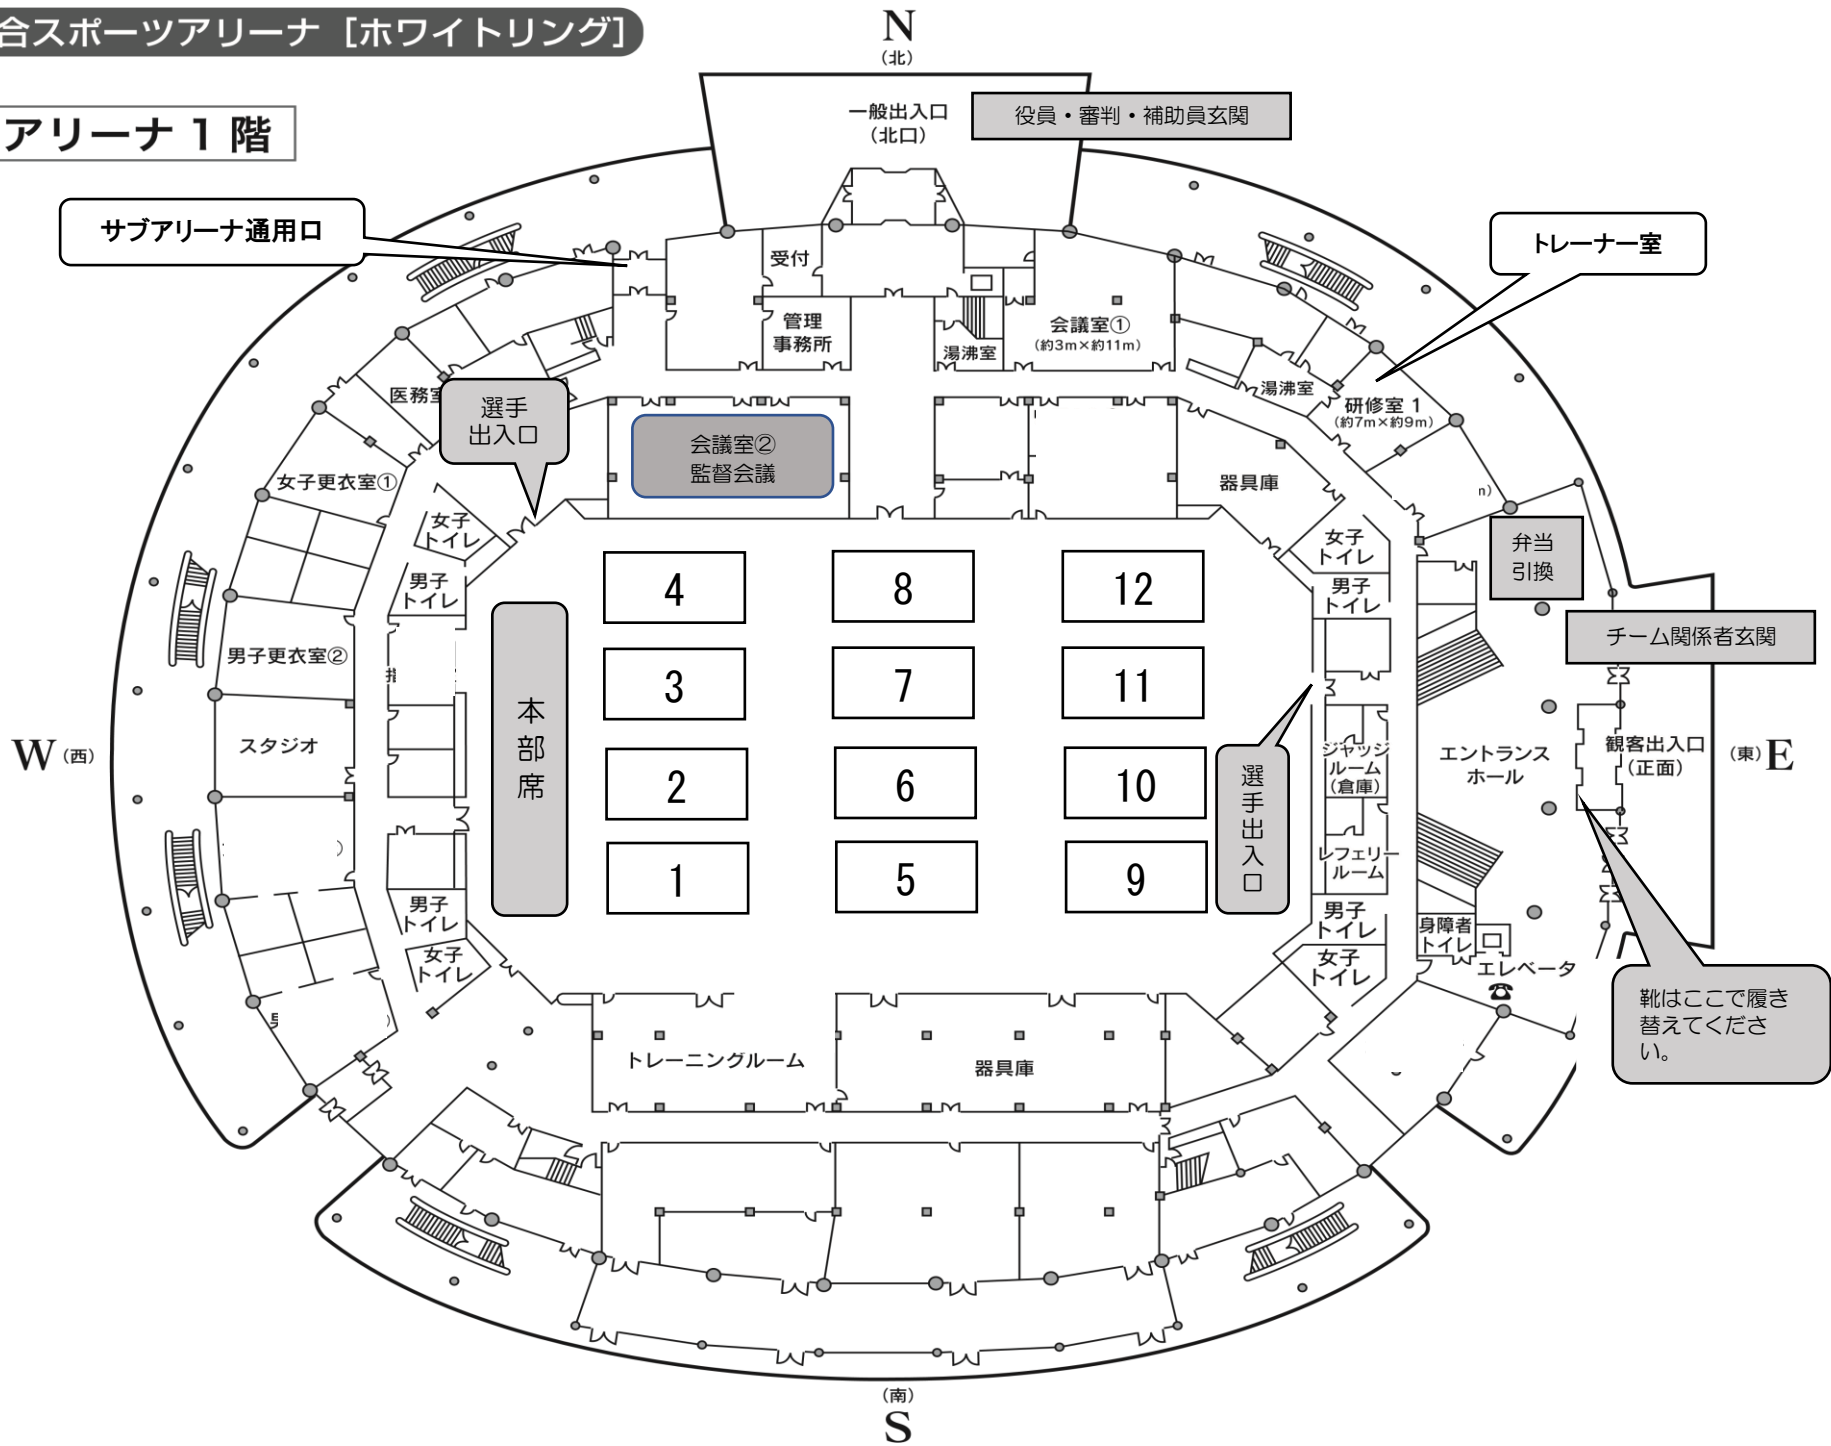 合スポーツアリーナ［ホワイトリング］
N
（北）
アリーナ 1 階
一般出入口
（北口）
役員・審判・補助員玄関
サブアリーナ通用口
トレーナー室
受付
管理
事務所
湯沸室
会議室①
（約3m×約11m）
湯沸室
研修室 1
（約7m×約9m）
医務室
選手
出入口
会議室②
監督会議
器具庫
女子更衣室①
女子
トイレ
男子
トイレ
女子
トイレ
男子
トイレ
弁当
引換
チーム関係者玄関
4
8
12
3
7
11
2
6
10
1
5
9
本部席
男子更衣室②
スタジオ
W（西）
選手出入口
ジャッジ
ルーム
（倉庫）
レフェリー
ルーム
エントランス
ホール
観客出入口
（正面）
（東）E
男子
トイレ
女子
トイレ
男子
トイレ
女子
トイレ
身障者
トイレ
エレベータ
靴はここで履き
替えてくださ
い。
トレーニングルーム
器具庫
（南）
S